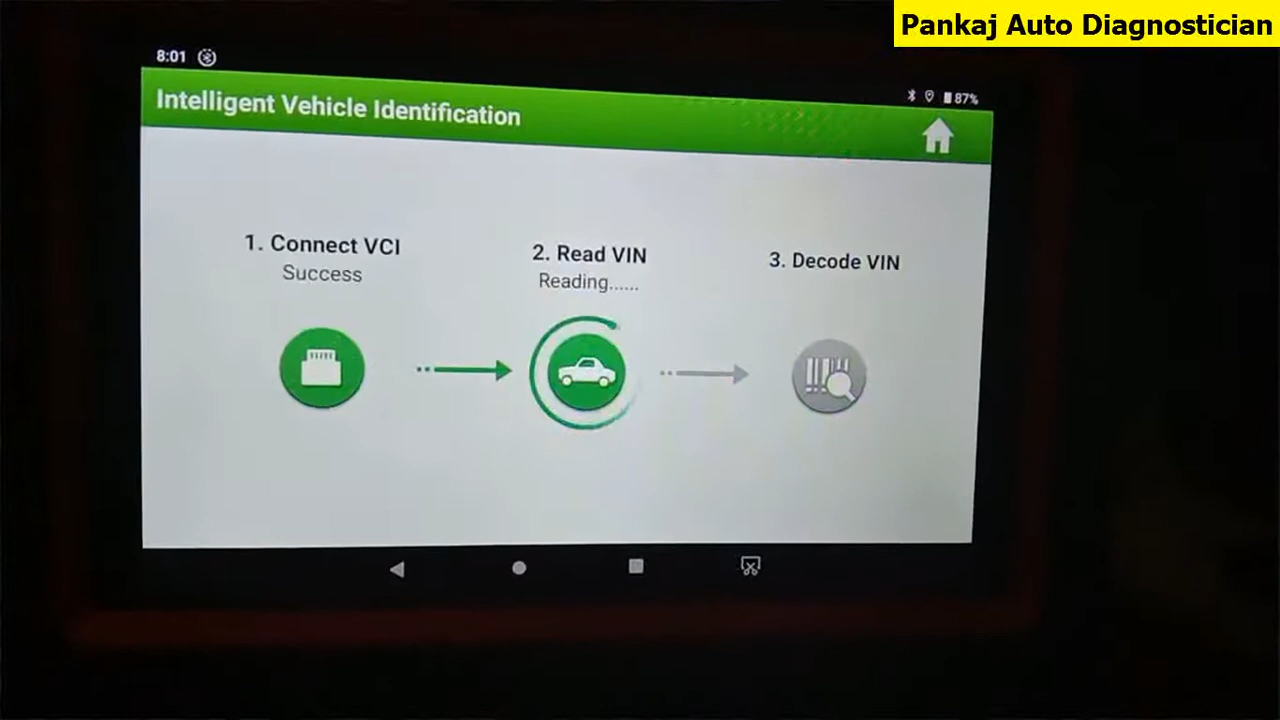 Pankaj Auto Diagnostician
8:01
87%
Intelligent Vehicle Identification
1. Connect VCI
Success
2. Read VIN
Reading......
3. Decode VIN